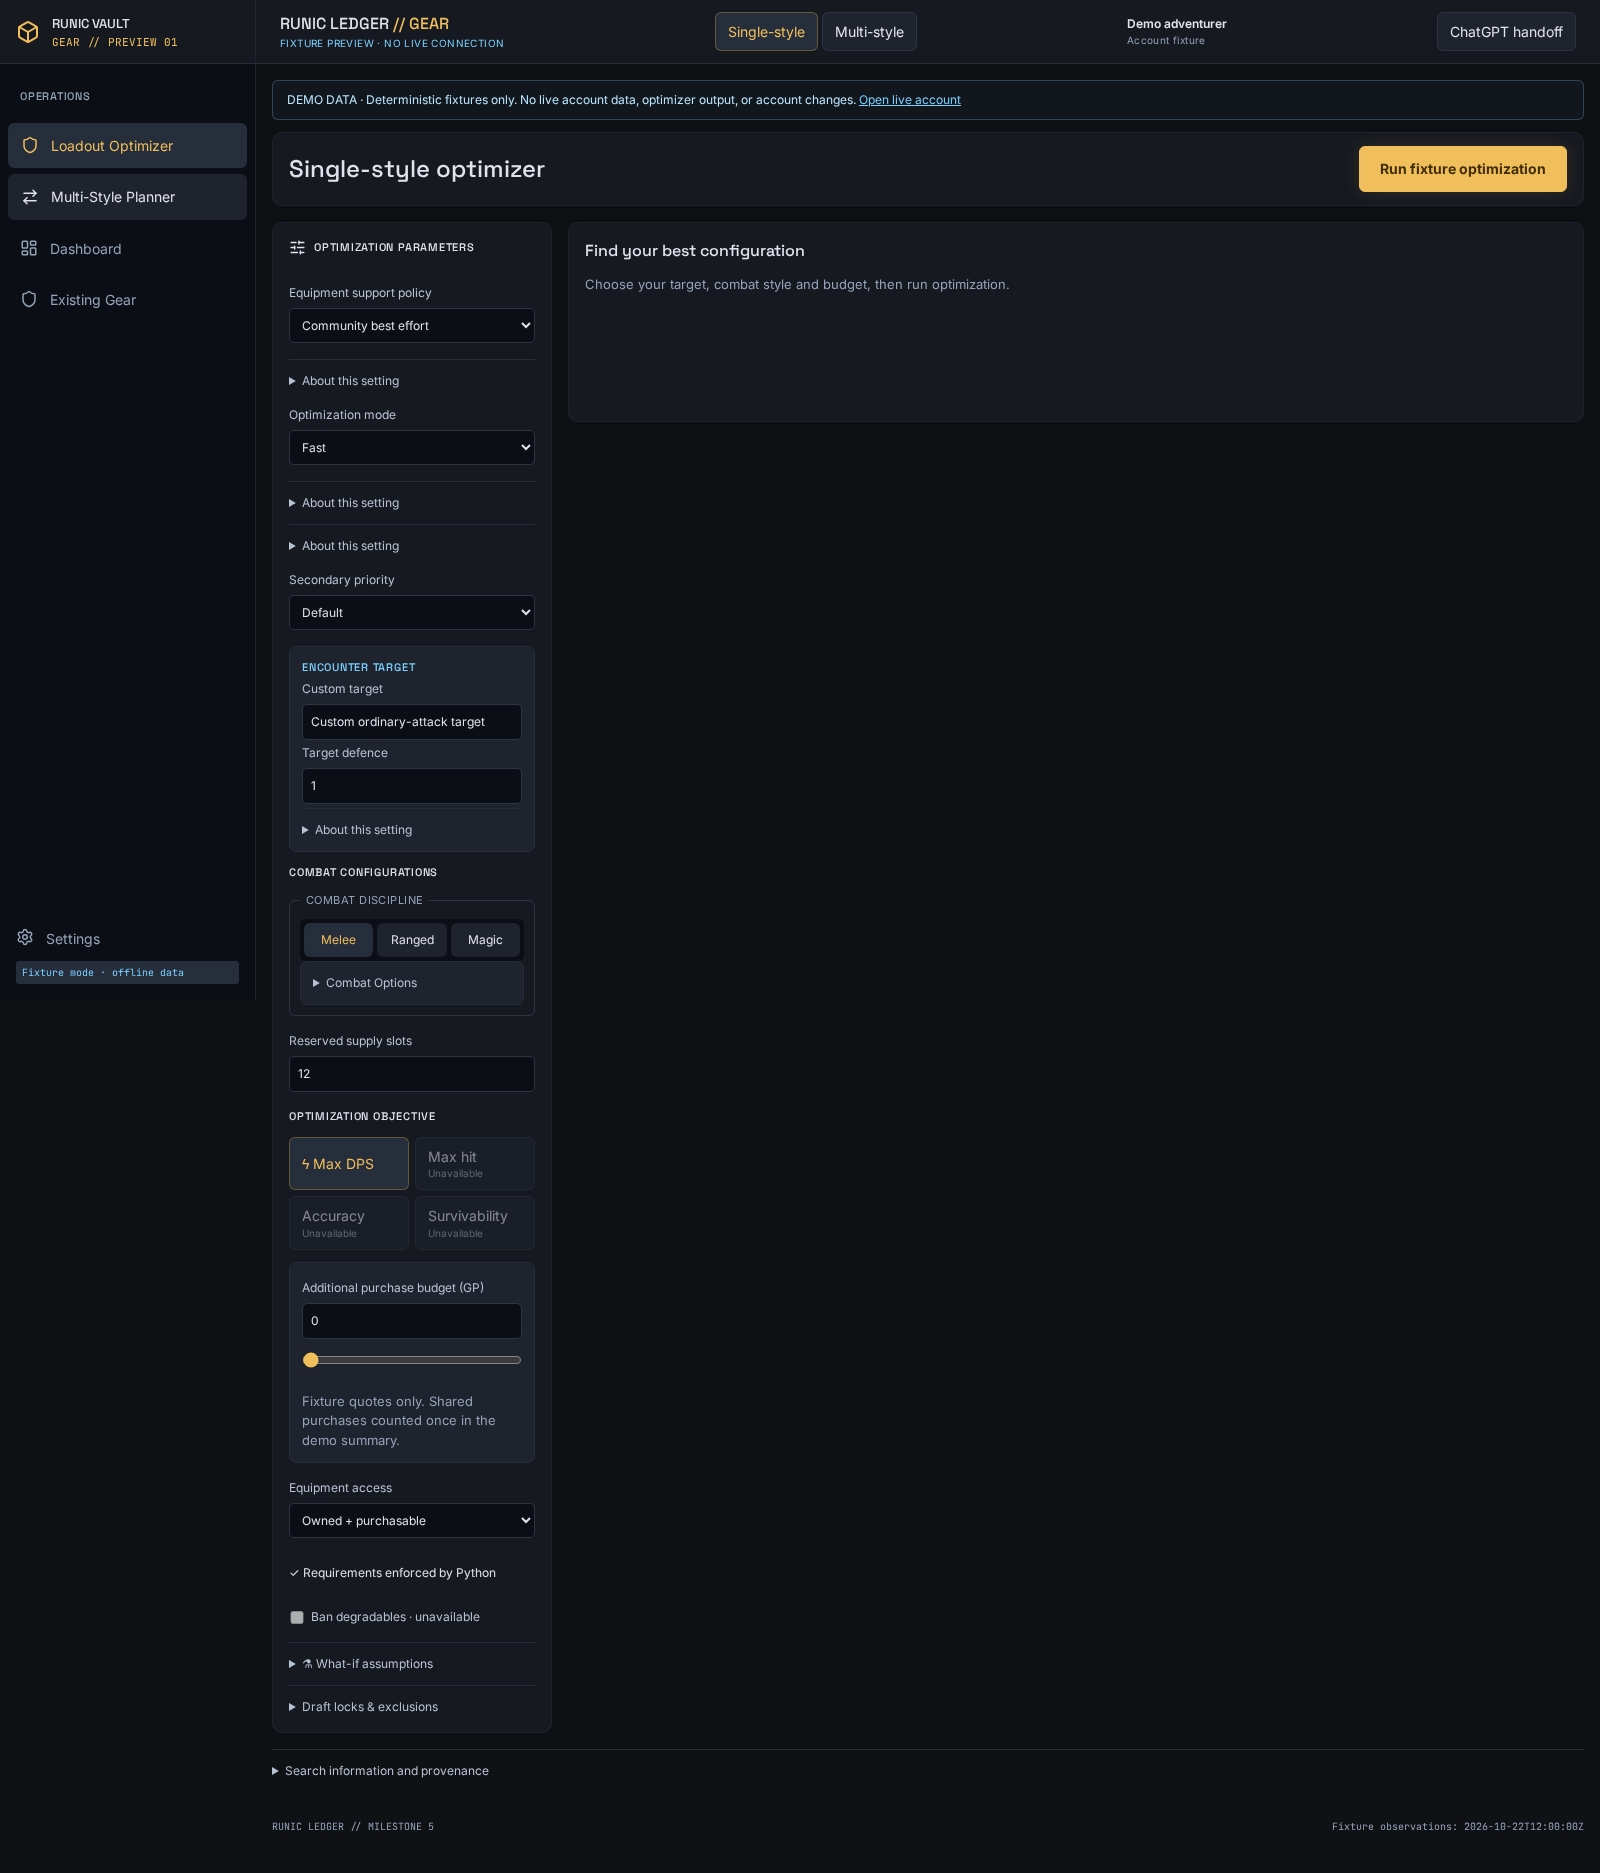 RUNIC VAULT
GEAR // PREVIEW 01
RUNIC LEDGER // GEAR
FIXTURE PREVIEW · NO LIVE CONNECTION
Single-style
Multi-style
Demo adventurer
Account fixture
ChatGPT handoff
OPERATIONS
Loadout Optimizer
Multi-Style Planner
Dashboard
Existing Gear
Settings
Fixture mode · offline data
DEMO DATA · Deterministic fixtures only. No live account data, optimizer output, or account changes. Open live account
Single-style optimizer
Run fixture optimization
OPTIMIZATION PARAMETERS
Equipment support policy
Community best effort
About this setting
Optimization mode
Fast
About this setting
About this setting
Secondary priority
Default
ENCOUNTER TARGET
Custom target
Custom ordinary-attack target
Target defence
1
About this setting
COMBAT CONFIGURATIONS
COMBAT DISCIPLINE
Melee
Ranged
Magic
Combat Options
Reserved supply slots
12
OPTIMIZATION OBJECTIVE
ϟ Max DPS
Max hit
Unavailable
Accuracy
Unavailable
Survivability
Unavailable
Additional purchase budget (GP)
0
Fixture quotes only. Shared
purchases counted once in the
demo summary.
Equipment access
Owned + purchasable
✓ Requirements enforced by Python
Ban degradables · unavailable
⚗ What-if assumptions
Draft locks & exclusions
Find your best configuration
Choose your target, combat style and budget, then run optimization.
Search information and provenance
RUNIC LEDGER // MILESTONE 5
Fixture observations: 2026-10-22T12:00:00Z